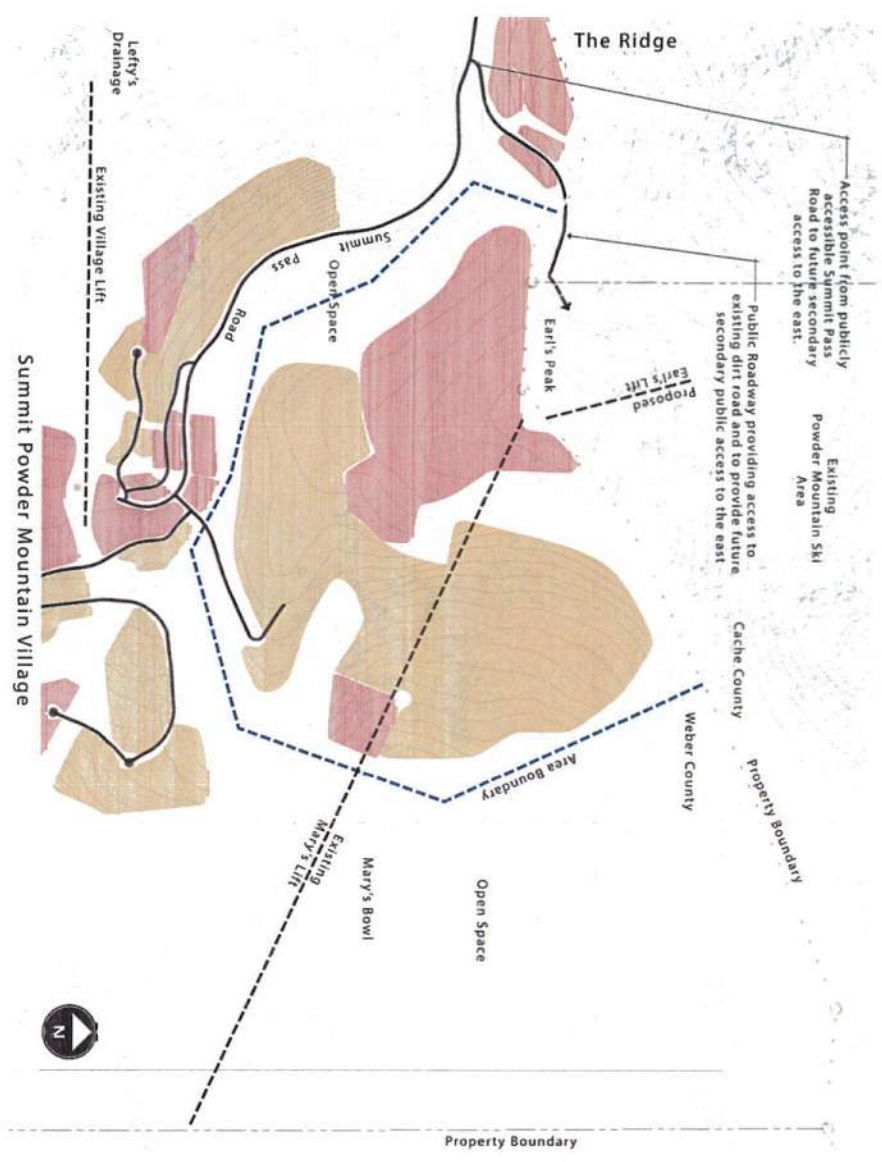 The Ridge
Lefty's
Drainage
Existing Village Lift
Access point from publicly
accessible Summit Pass
Road to future secondary
access to the east.
Public Roadway providing access to
existing dirt road and to provide future
secondary public access to the east
Summit
Pass
Road
Open Space
Earl's Peak
Proposed
Earl's Lift
Existing
Powder Mountain Ski
Area
Summit Powder Mountain Village
Cache County
Weber County
Property Boundary
Area Boundary
Existing
Mary's Lift
Mary's Bowl
Open Space
N
Property Boundary